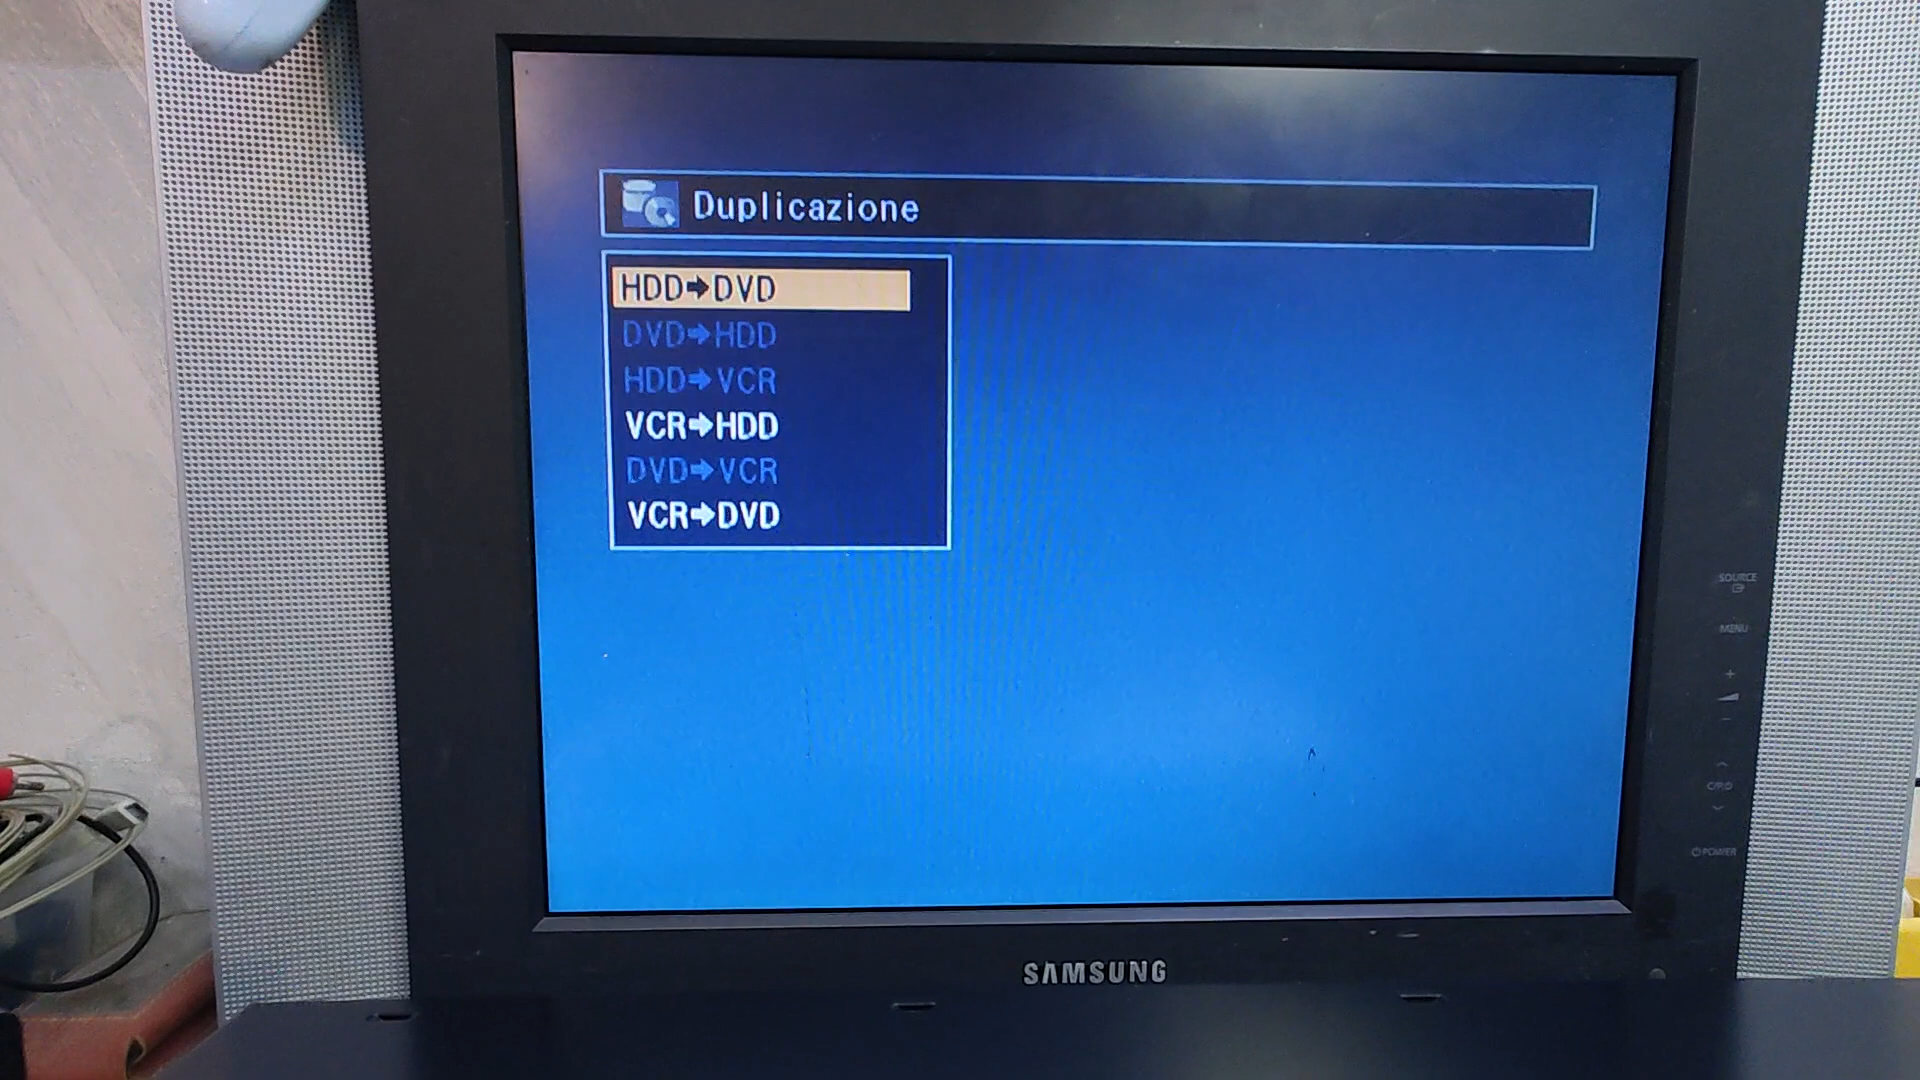 Duplicazione
HDD➔DVD
DVD➔HDD
HDD➔VCR
VCR➔HDD
DVD➔VCR
VCR➔DVD
SOURCE
MENU
+
−
C/P.⏻
⏻POWER
SAMSUNG